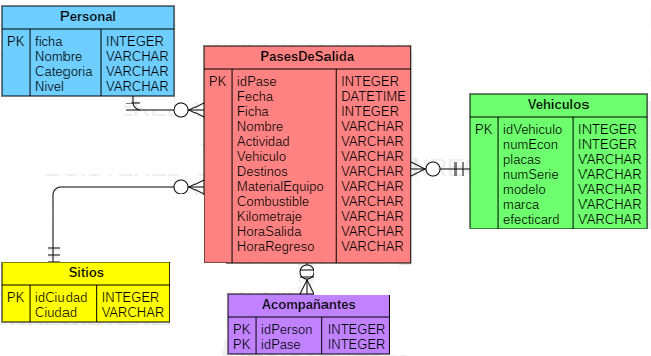 Personal
PK ficha INTEGER
Nombre VARCHAR
Categoria VARCHAR
Nivel VARCHAR
PasesDeSalida
PK idPase INTEGER
Fecha DATETIME
Ficha INTEGER
Nombre VARCHAR
Actividad VARCHAR
Vehiculo VARCHAR
Destinos VARCHAR
MaterialEquipo VARCHAR
Combustible VARCHAR
Kilometraje VARCHAR
HoraSalida VARCHAR
HoraRegreso VARCHAR
Vehiculos
PK idVehiculo INTEGER
numEcon INTEGER
placas VARCHAR
numSerie VARCHAR
modelo VARCHAR
marca VARCHAR
efecticard VARCHAR
Sitios
PK idCiudad INTEGER
Ciudad VARCHAR
Acompañantes
PK idPerson INTEGER
PK idPase INTEGER